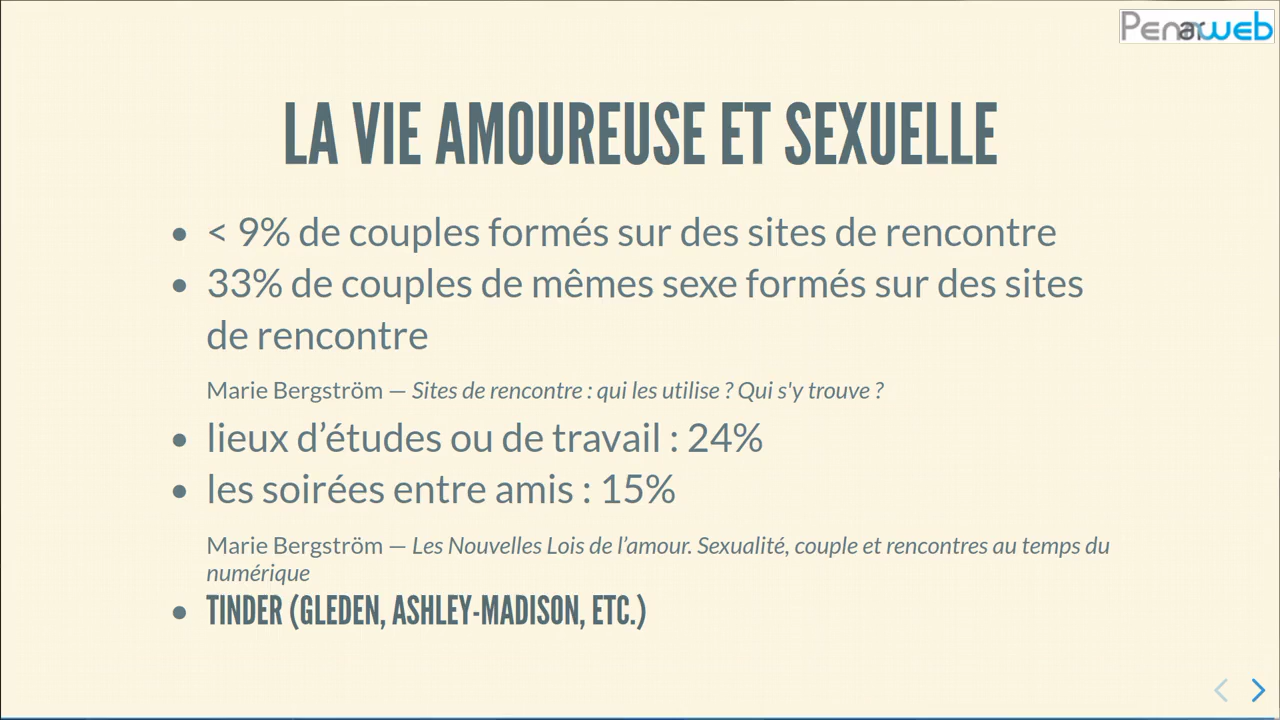 Penarweb
LA VIE AMOUREUSE ET SEXUELLE
• < 9% de couples formés sur des sites de rencontre
• 33% de couples de mêmes sexe formés sur des sites
de rencontre
Marie Bergström — Sites de rencontre : qui les utilise ? Qui s'y trouve ?
• lieux d’études ou de travail : 24%
• les soirées entre amis : 15%
Marie Bergström — Les Nouvelles Lois de l’amour. Sexualité, couple et rencontres au temps du
numérique
• TINDER (GLEDEN, ASHLEY-MADISON, ETC.)